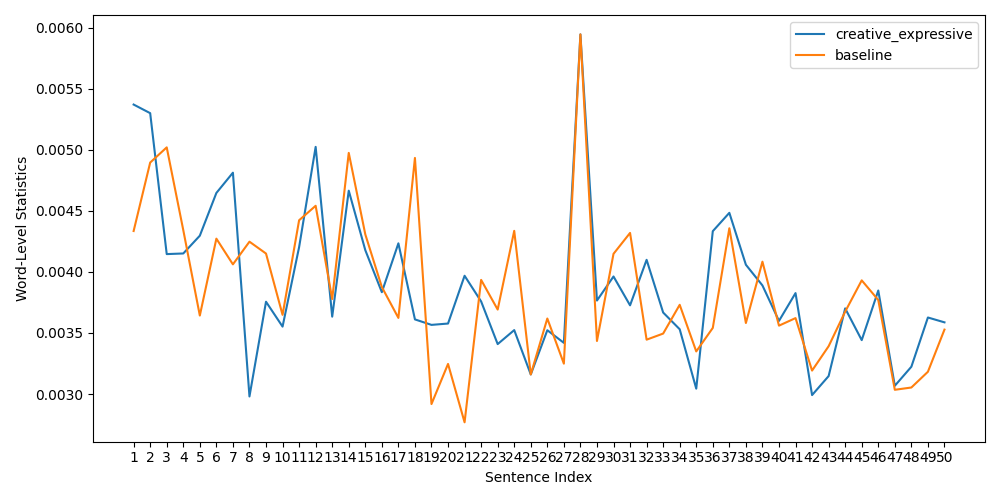 0.0060
0.0055
0.0050
0.0045
0.0040
0.0035
0.0030
Word-Level Statistics
creative_expressive
baseline
1 2 3 4 5 6 7 8 9 10 11 12 13 14 15 16 17 18 19 20 21 22 23 24 25 26 27 28 29 30 31 32 33 34 35 36 37 38 39 40 41 42 43 44 45 46 47 48 49 50
Sentence Index